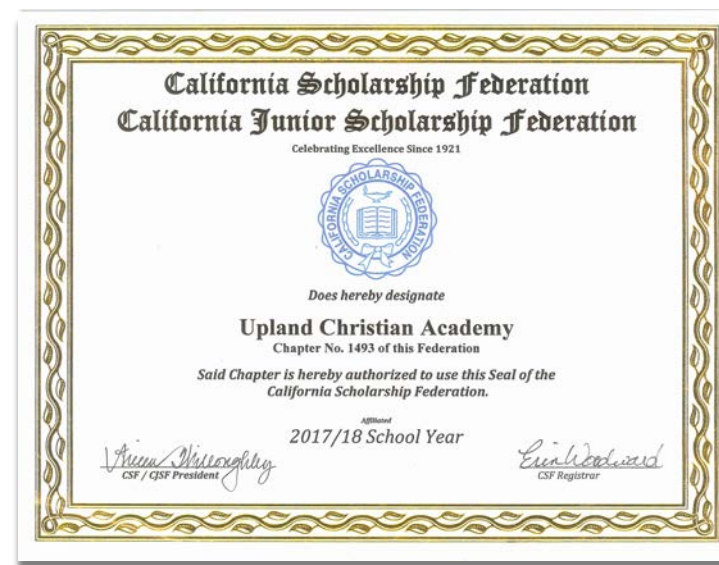 California Scholarship Federation
California Junior Scholarship Federation
Celebrating Excellence Since 1921
CALIFORNIA SCHOLARSHIP FEDERATION
Does hereby designate
Upland Christian Academy
Chapter No. 1493 of this Federation
Said Chapter is hereby authorized to use this Seal of the
California Scholarship Federation.
Affiliated
2017/18 School Year
Erin Woodward
CSF / CJSF President
CSF Registrar